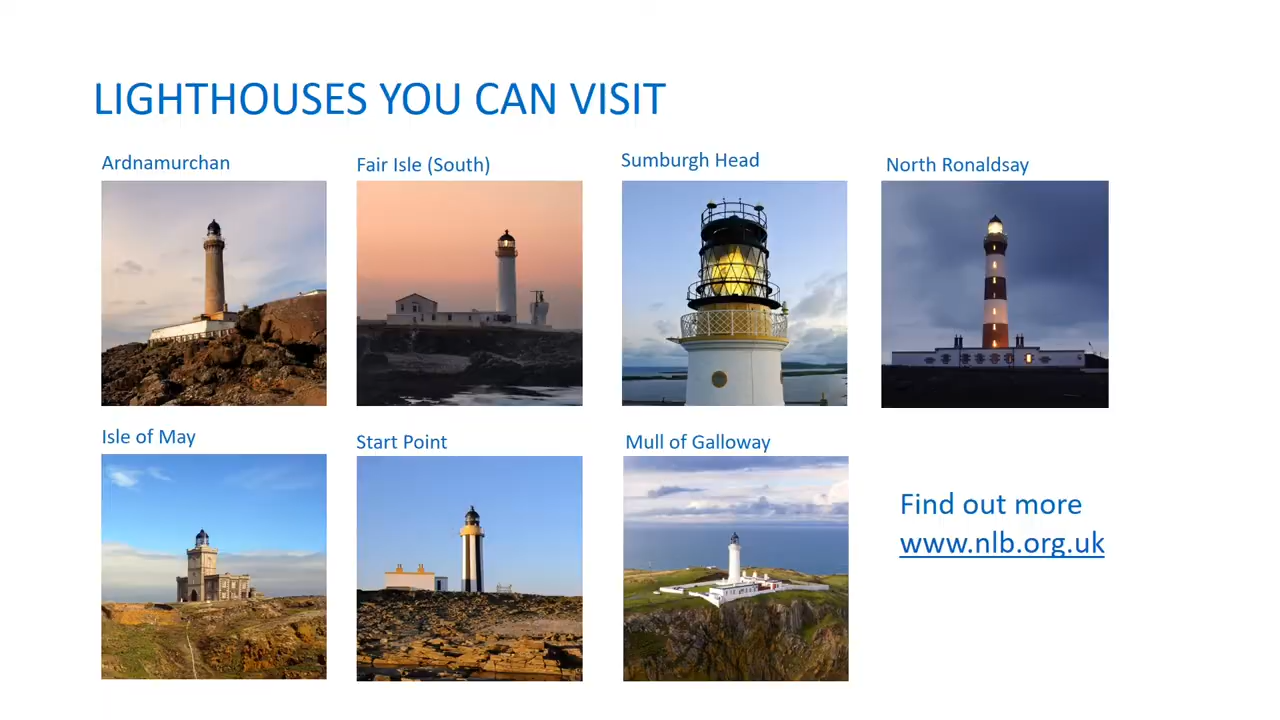 LIGHTHOUSES YOU CAN VISIT
Ardnamurchan
Fair Isle (South)
Sumburgh Head
North Ronaldsay
Isle of May
Start Point
Mull of Galloway
Find out more
www.nlb.org.uk